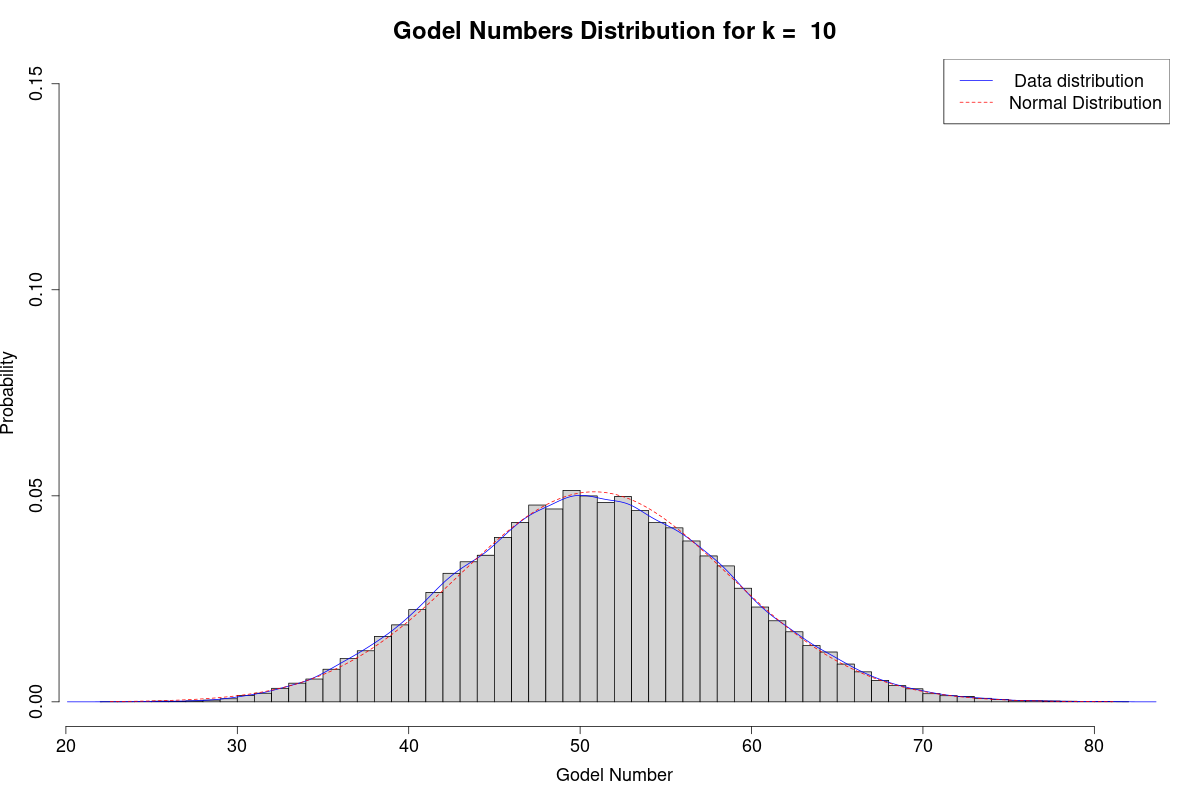 Godel Numbers Distribution for k =  10
Data distribution
Normal Distribution
Probability
0.15
0.10
0.05
0.00
20 30 40 50 60 70 80
Godel Number